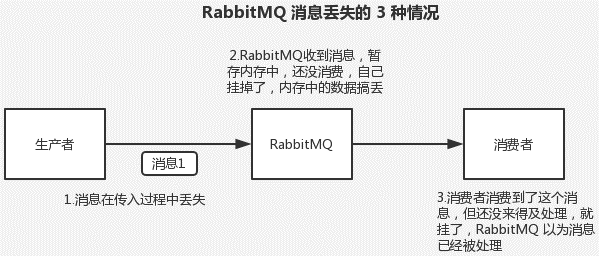 RabbitMQ 消息丢失的 3 种情况
2.RabbitMQ收到消息，暂
存内存中，还没消费，自己
挂掉了，内存中的数据搞丢
生产者
消息1
RabbitMQ
消费者
1.消息在传入过程中丢失
3.消费者消费到了这个消
息，但还没来得及处理，就
挂了，RabbitMQ 以为消息
已经被处理